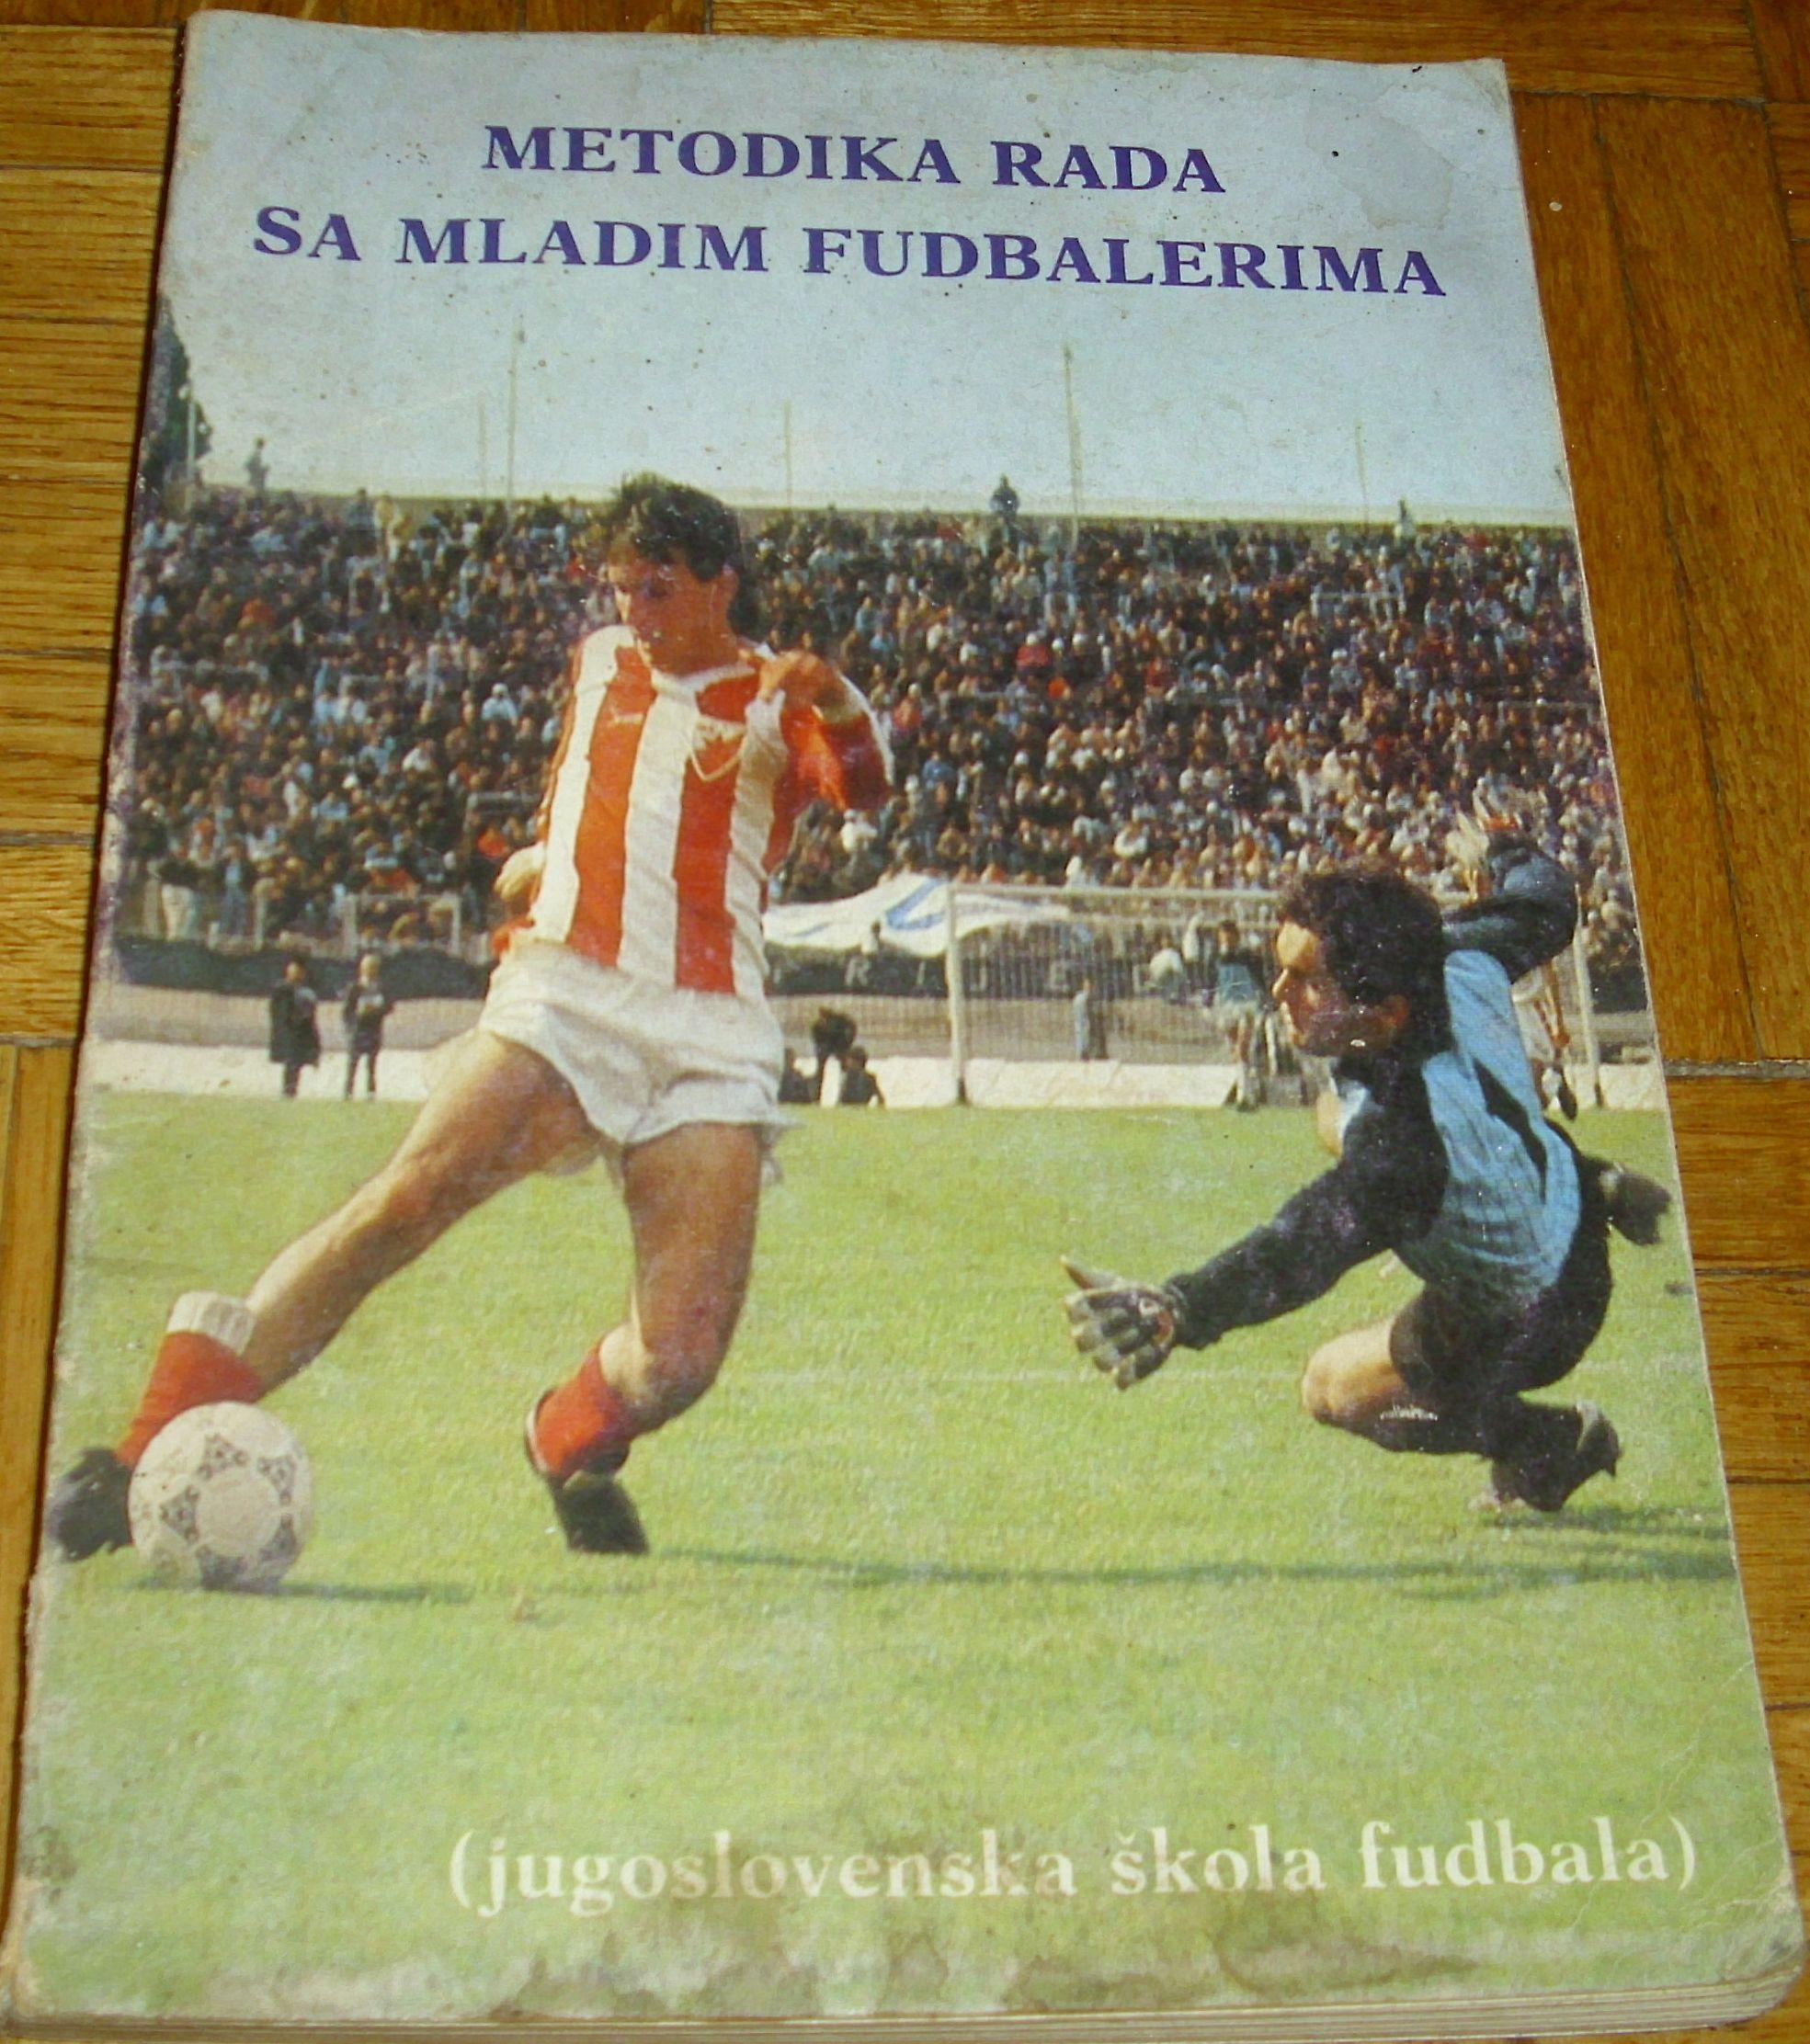 METODIKA RADA
SA MLADIM FUDBALERIMA
(jugoslovenska škola fudbala)